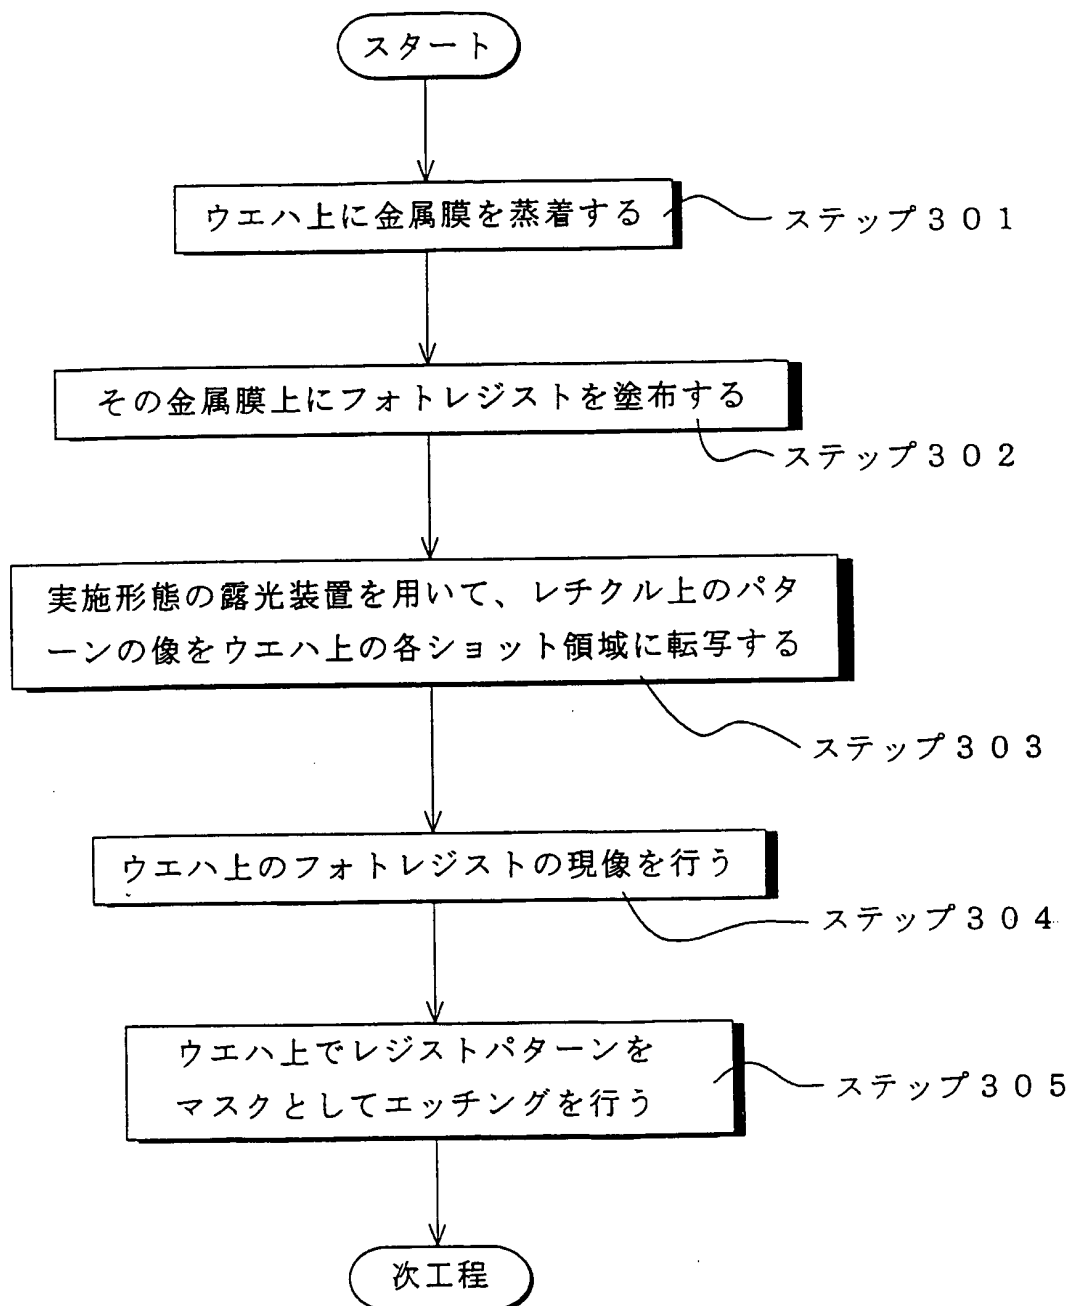 スタート
ウエハ上に金属膜を蒸着する
ステップ３０１
その金属膜上にフォトレジストを塗布する
ステップ３０２
実施形態の露光装置を用いて、レチクル上のパタ
ーンの像をウエハ上の各ショット領域に転写する
ステップ３０３
ウエハ上のフォトレジストの現像を行う
ステップ３０４
ウエハ上でレジストパターンを
マスクとしてエッチングを行う
ステップ３０５
次工程